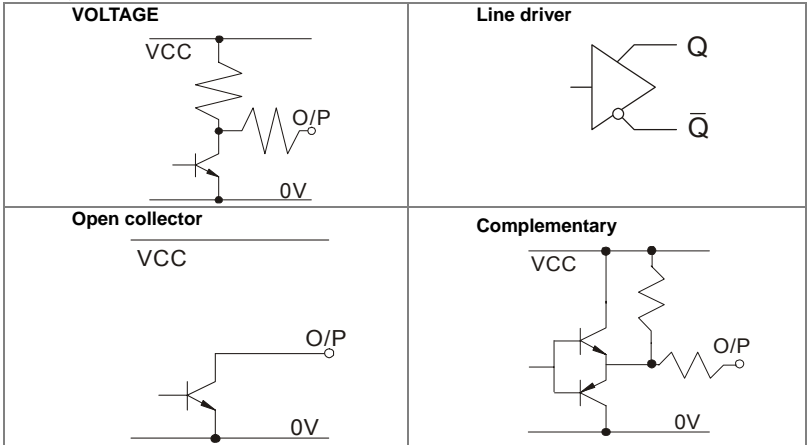 VOLTAGE
VCC
O/P
0V
Line driver
Q
Q̅
Open collector
VCC
O/P
0V
Complementary
VCC
O/P
0V